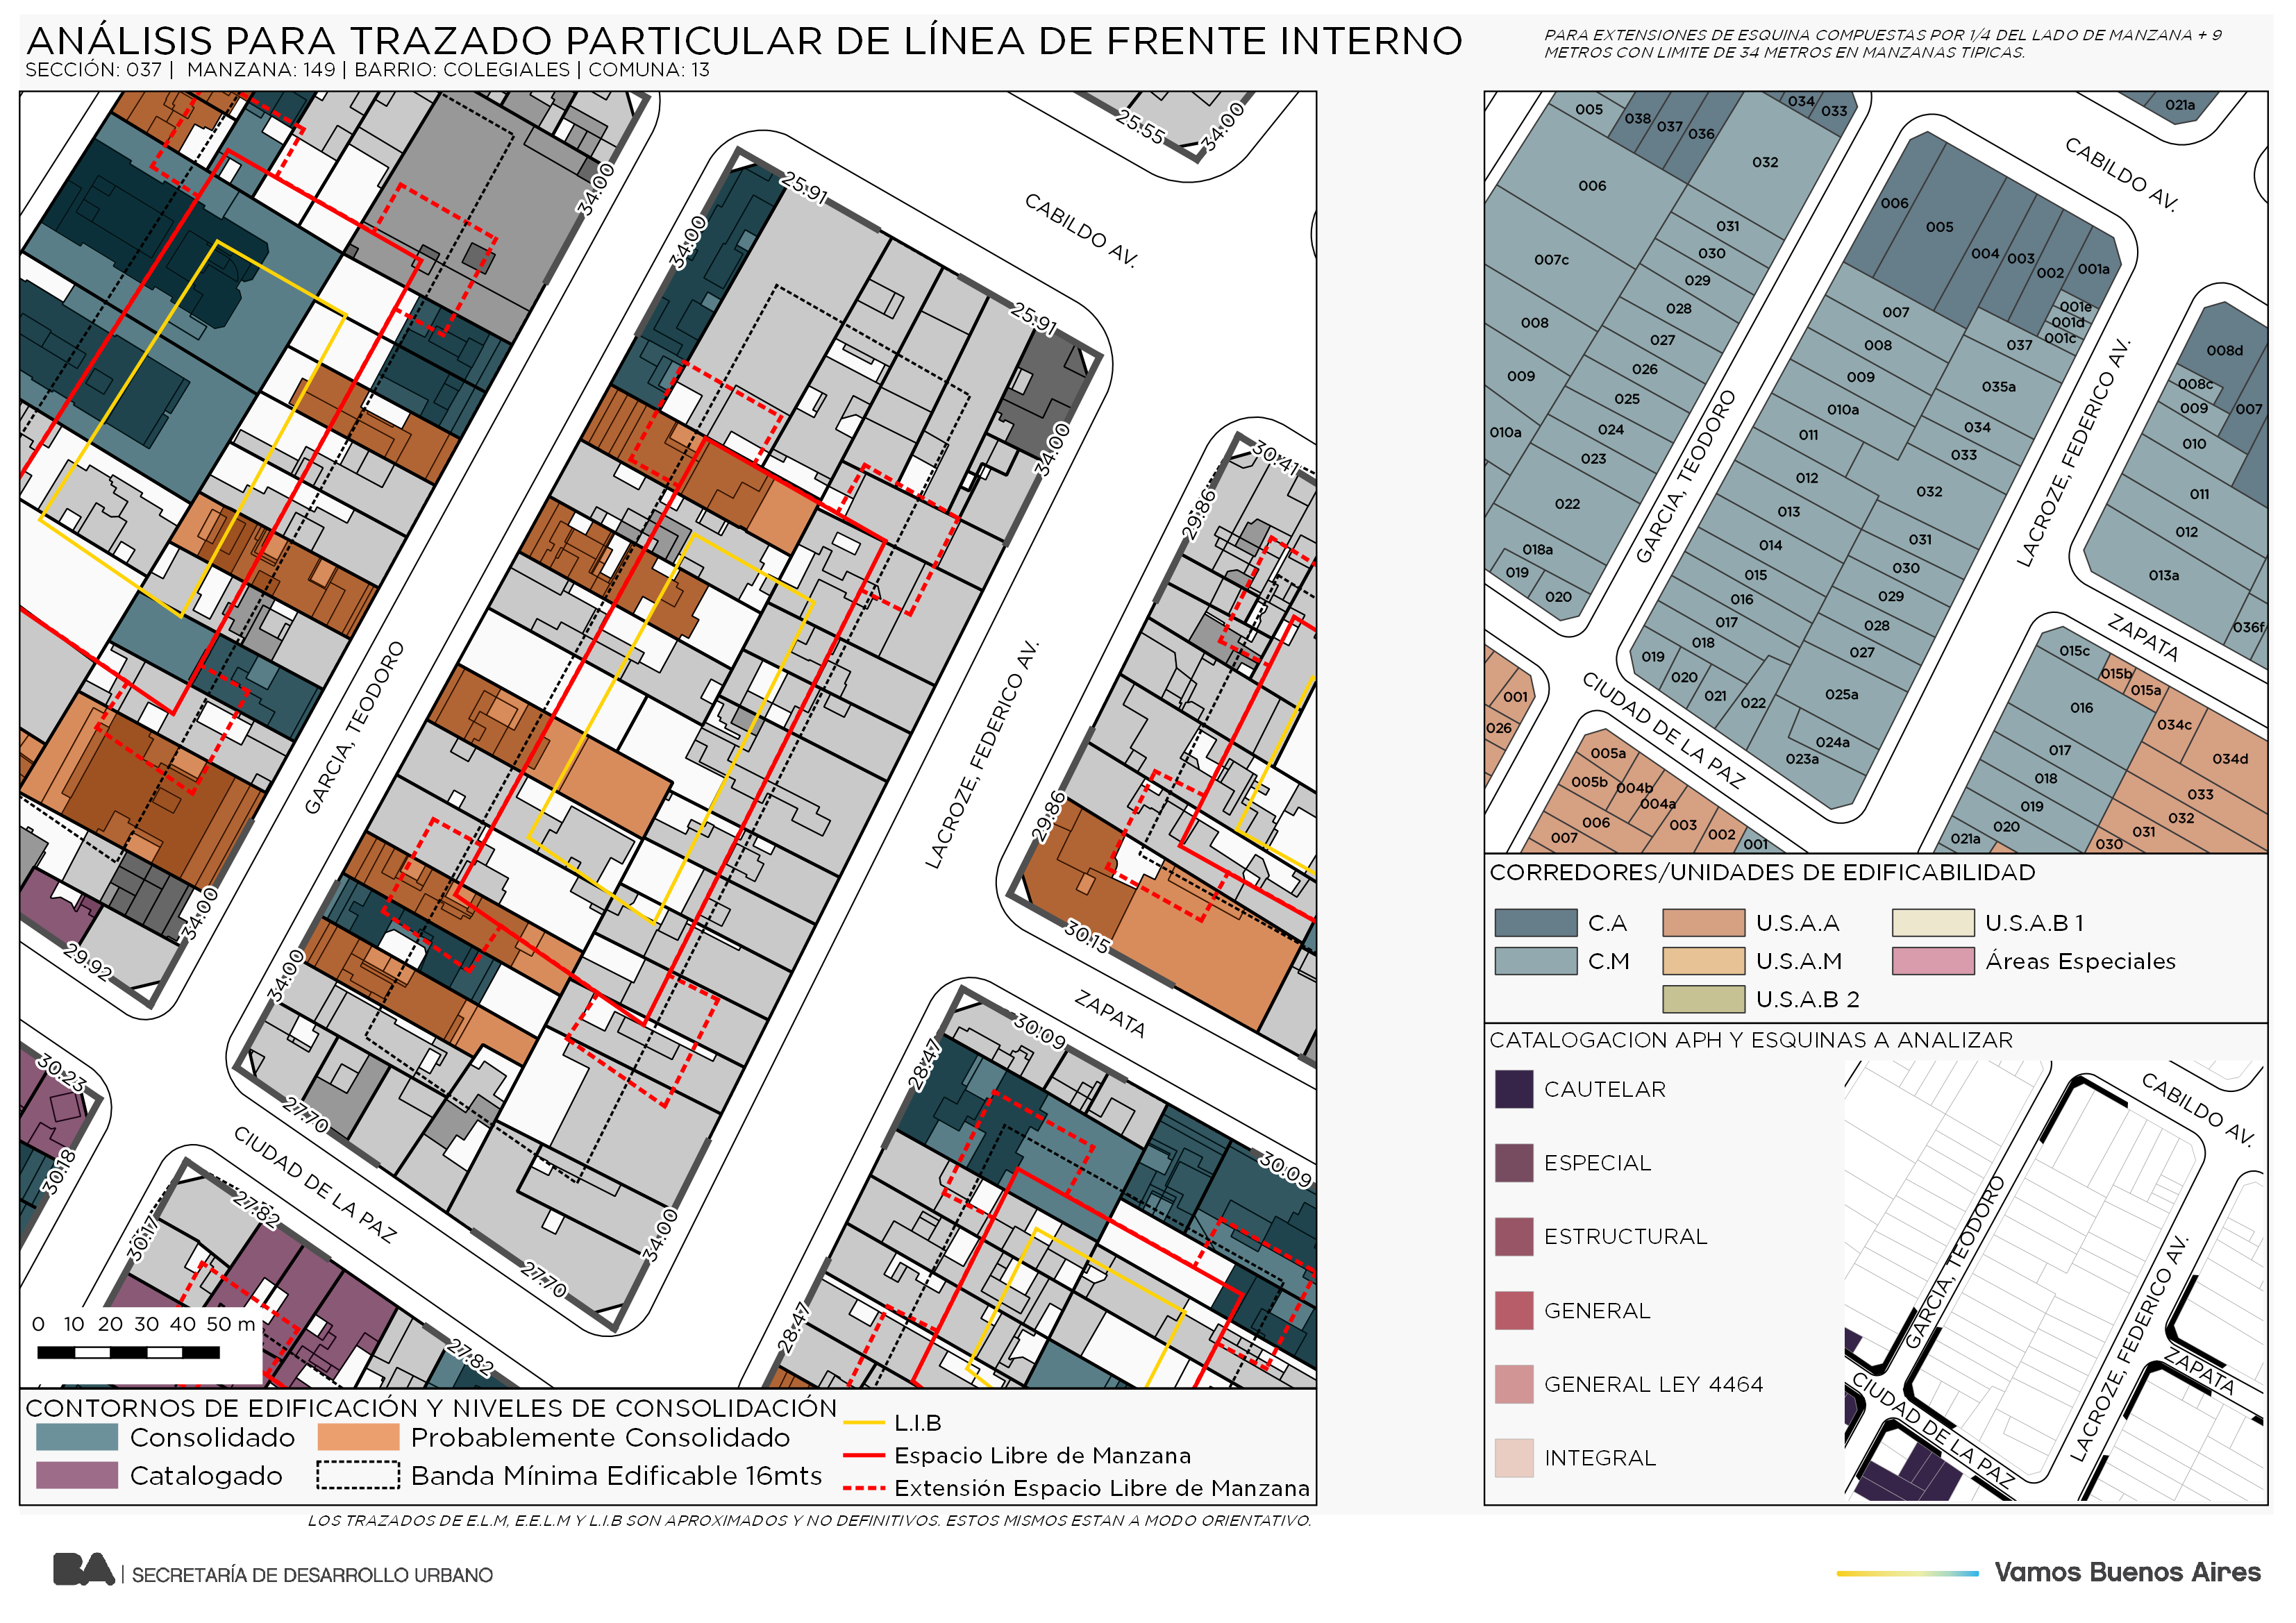 ANÁLISIS PARA TRAZADO PARTICULAR DE LÍNEA DE FRENTE INTERNO
SECCIÓN: 037 | MANZANA: 149 | BARRIO: COLEGIALES | COMUNA: 13
PARA EXTENSIONES DE ESQUINA COMPUESTAS POR 1/4 DEL LADO DE MANZANA + 9
METROS CON LIMITE DE 34 METROS EN MANZANAS TIPICAS.
25.55
34:00
34:00
25.91
34:00
CABILDO AV.
25.91
34:00
30:41
29.86
GARCIA, TEODORO
LACROZE, FEDERICO AV.
29.86
30.15
34:00
29.92
34:00
ZAPATA
30.09
28:47
30.09
30.23
30.18
27.70
CIUDAD DE LA PAZ
27.70
34:00
27.82
30:17
27.82
28:47
0 10 20 30 40 50 m
CONTORNOS DE EDIFICACIÓN Y NIVELES DE CONSOLIDACIÓN
Consolidado
Probablemente Consolidado
Catalogado
Banda Mínima Edificable 16mts
L.I.B
Espacio Libre de Manzana
Extensión Espacio Libre de Manzana
LOS TRAZADOS DE E.L.M, E.E.L.M Y L.I.B SON APROXIMADOS Y NO DEFINITIVOS. ESTOS MISMOS ESTAN A MODO ORIENTATIVO.
005
038
037
036
034
033
032
006
031
030
007c
029
028
008
027
026
009
025
010a
024
023
022
018a
019
020
021a
CABILDO AV.
006
005
004
003
002
001a
001e
001d
001c
007
037
008
009
035a
010a
034
011
033
012
032
013
014
031
015
030
016
029
017
028
018
027
019
020
021
022
025a
024a
023a
GARCIA, TEODORO
LACROZE, FEDERICO AV.
008d
008c
009
007
010
011
012
013a
036f
ZAPATA
CIUDAD DE LA PAZ
001
026
005a
005b
004b
004a
006
003
007
002
001
015c
015b
015a
016
034c
017
034d
018
019
033
020
032
021a
031
030
CORREDORES/UNIDADES DE EDIFICABILIDAD
C.A
U.S.A.A
U.S.A.B 1
C.M
U.S.A.M
Áreas Especiales
U.S.A.B 2
CATALOGACION APH Y ESQUINAS A ANALIZAR
CAUTELAR
ESPECIAL
ESTRUCTURAL
GENERAL
GENERAL LEY 4464
INTEGRAL
CABILDO AV.
GARCIA, TEODORO
LACROZE, FEDERICO AV.
ZAPATA
CIUDAD DE LA PAZ
BA | SECRETARÍA DE DESARROLLO URBANO
Vamos Buenos Aires